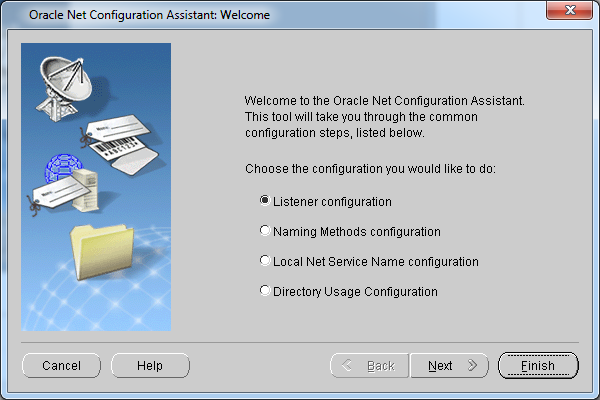 Oracle Net Configuration Assistant: Welcome
Welcome to the Oracle Net Configuration Assistant.
This tool will take you through the common
configuration steps, listed below.
Choose the configuration you would like to do:
Listener configuration
Naming Methods configuration
Local Net Service Name configuration
Directory Usage Configuration
Cancel
Help
Back
Next
Finish